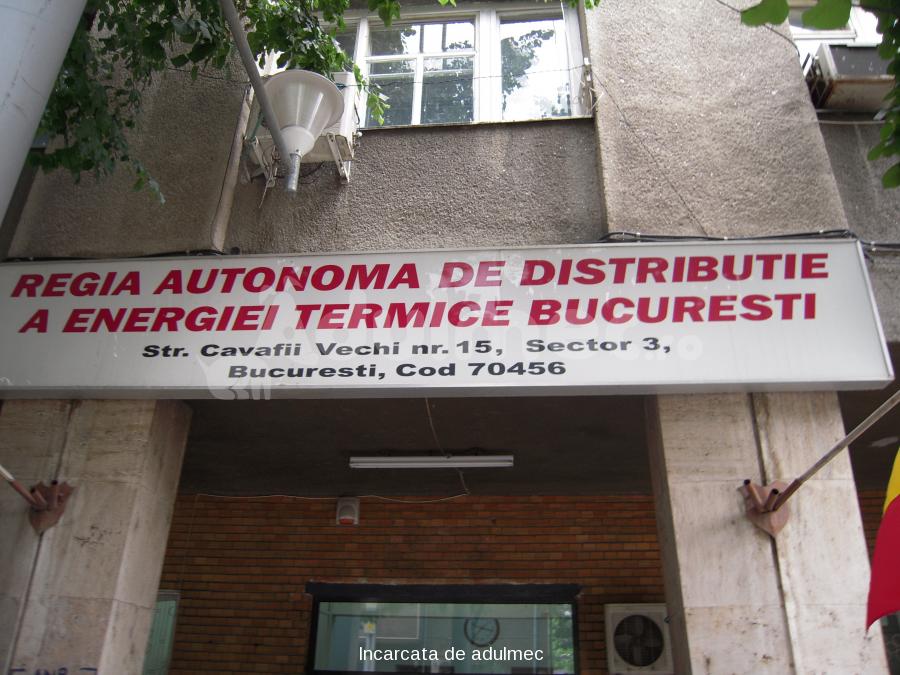 REGIA AUTONOMA DE DISTRIBUTIE
A ENERGIEI TERMICE BUCURESTI
Str. Cavafii Vechi nr. 15, Sector 3,
Bucuresti, Cod 70456
Incarcata de adulmec